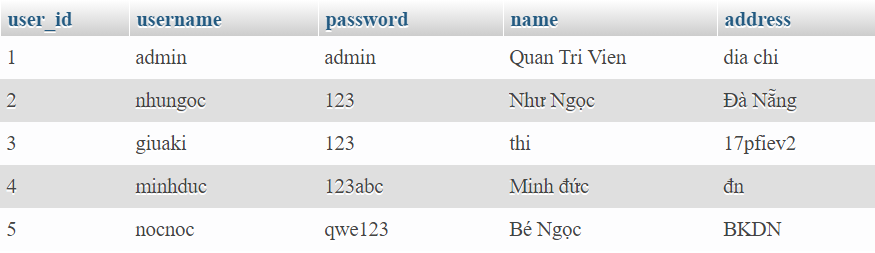 user_id username password name address
1 admin admin Quan Tri Vien dia chi
2 nhungoc 123 Như Ngọc Đà Nẵng
3 giuaki 123 thi 17pfiev2
4 minhduc 123abc Minh đức đn
5 nocnoc qwe123 Bé Ngọc BKDN